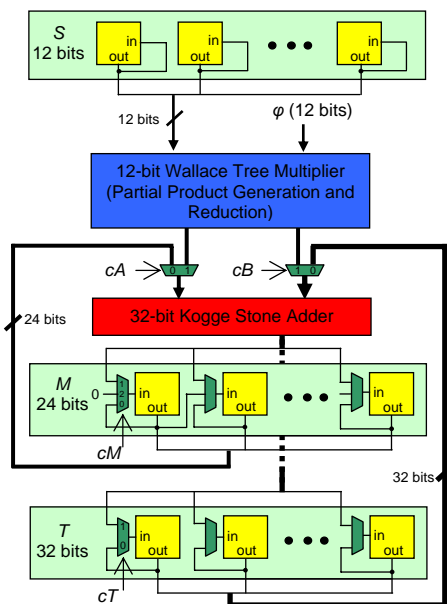 S
12 bits
in
out
in
out
in
out
12 bits
φ (12 bits)
12-bit Wallace Tree Multiplier
(Partial Product Generation and
Reduction)
cA
0 1
cB
1 0
24 bits
32-bit Kogge Stone Adder
M
24 bits
0
1
2
0
in
out
in
out
in
out
cM
32 bits
T
32 bits
1
0
in
out
in
out
in
out
cT